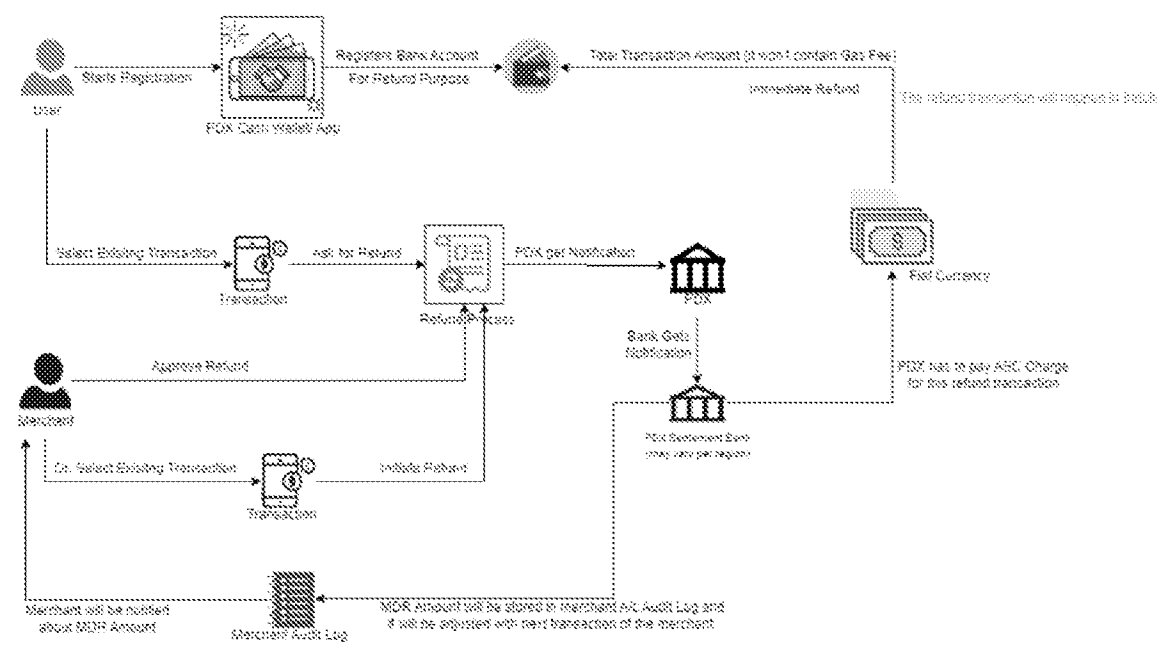 Registers Bank Account
Total Transaction Amount (it won't contain Gas Fee)
Starts Registration
For Refund Purpose
Immediate Refund
The refund transaction will happen in batch
User
PDX Cash Wallet/ App
Select Existing Transaction
Ask for Refund
PDX get Notification
Transaction
PDX
Fiat Currency
Refund Process
Bank Gets
Notification
Approve Refund
PDX has to pay AEC Charge
for this refund transaction
Merchant
PDX Settlement Bank
(may vary per region)
Or, Select Existing Transaction
Initiate Refund
Transaction
Merchant will be notified
about MDR Amount
MDR Amount will be stored in merchant A/c Audit Log and
it will be adjusted with next transaction of the merchant
Merchant Audit Log